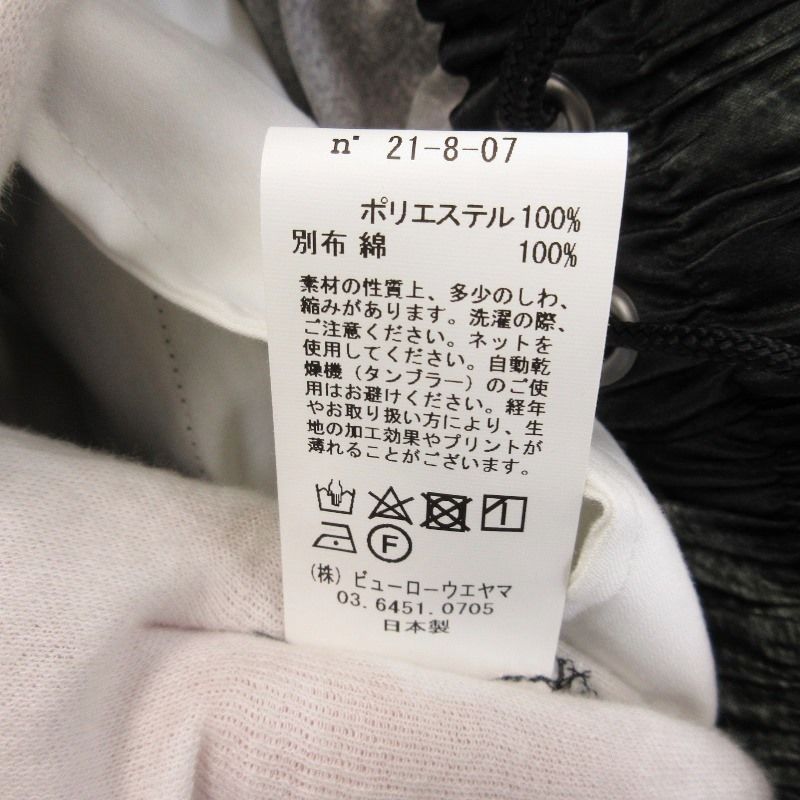 n° 21-8-07
ポリエステル 100%
別布 綿 100%
素材の性質上、多少のしわ、
縮みがあります。洗濯の際、
ご注意ください。ネットを
使用してください。自動乾
燥機（タンブラー）のご使
用はお避けください。経年
やお取り扱い方により、生
地の加工効果やプリントが
薄れることがございます。
F
(株) ビューローウエヤマ
03.6451.0705
日本製